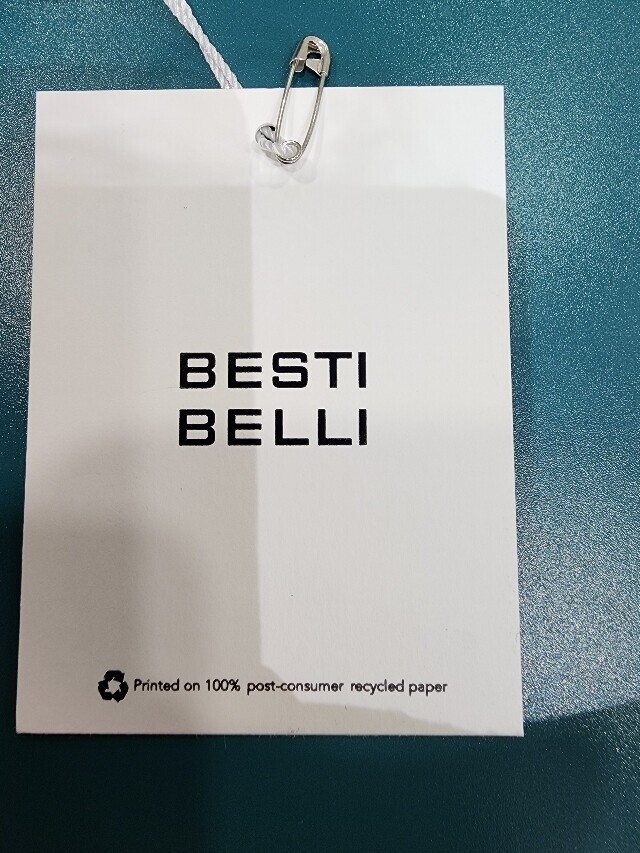 BESTI
BELLI
Printed on 100% post-consumer recycled paper